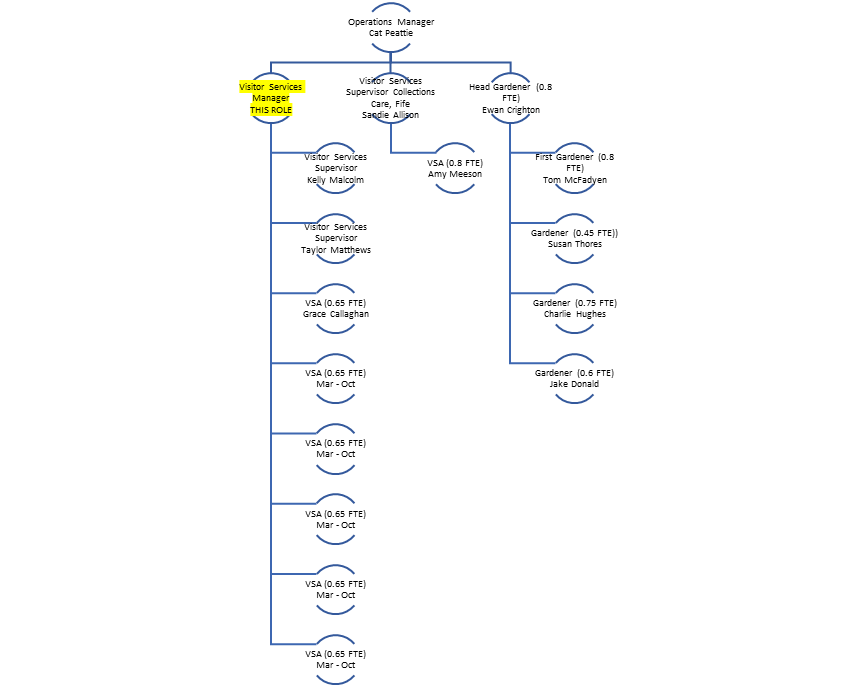 Operations Manager
Cat Peattie
Visitor Services
Manager
THIS ROLE
Visitor Services
Supervisor Collections
Care, Fife
Sandie Allison
Head Gardener (0.8
FTE)
Ewan Crighton
Visitor Services
Supervisor
Kelly Malcolm
Visitor Services
Supervisor
Taylor Matthews
VSA (0.65 FTE)
Grace Callaghan
VSA (0.65 FTE)
Mar - Oct
VSA (0.65 FTE)
Mar - Oct
VSA (0.65 FTE)
Mar - Oct
VSA (0.65 FTE)
Mar - Oct
VSA (0.65 FTE)
Mar - Oct
VSA (0.8 FTE)
Amy Meeson
First Gardener (0.8
FTE)
Tom McFadyen
Gardener (0.45 FTE))
Susan Thores
Gardener (0.75 FTE)
Charlie Hughes
Gardener (0.6 FTE)
Jake Donald